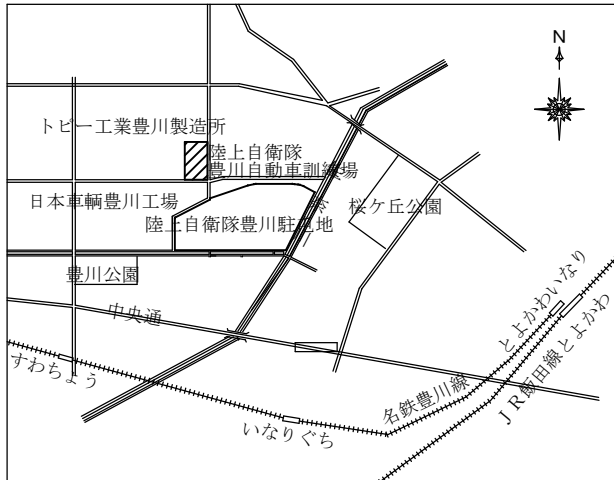 N
トピー工業豊川製造所
陸上自衛隊
豊川自動車訓練場
日本車輌豊川工場
陸上自衛隊豊川駐屯地
桜ケ丘公園
豊川公園
中央通
とよかわいなり
すわちょう
名鉄豊川線
ＪＲ飯田線とよかわ
いなりぐち